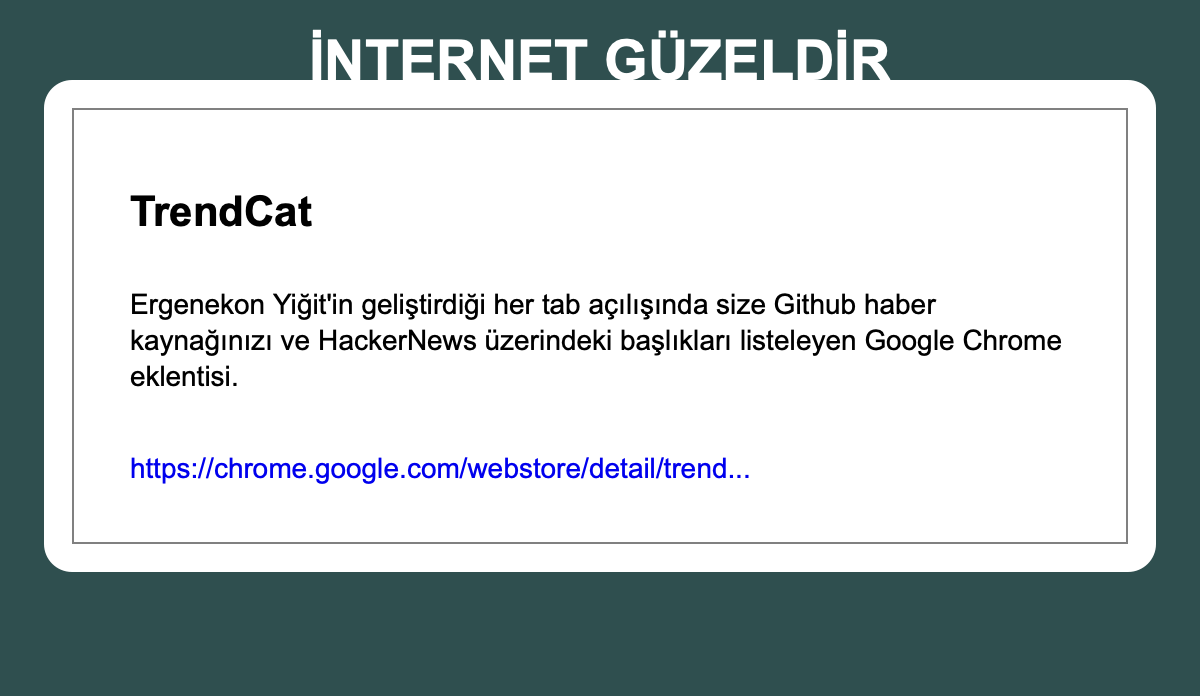 İNTERNET GÜZELDİR
TrendCat
Ergenekon Yiğit'in geliştirdiği her tab açılışında size Github haber
kaynağınızı ve HackerNews üzerindeki başlıkları listeleyen Google Chrome
eklentisi.
https://chrome.google.com/webstore/detail/trend...